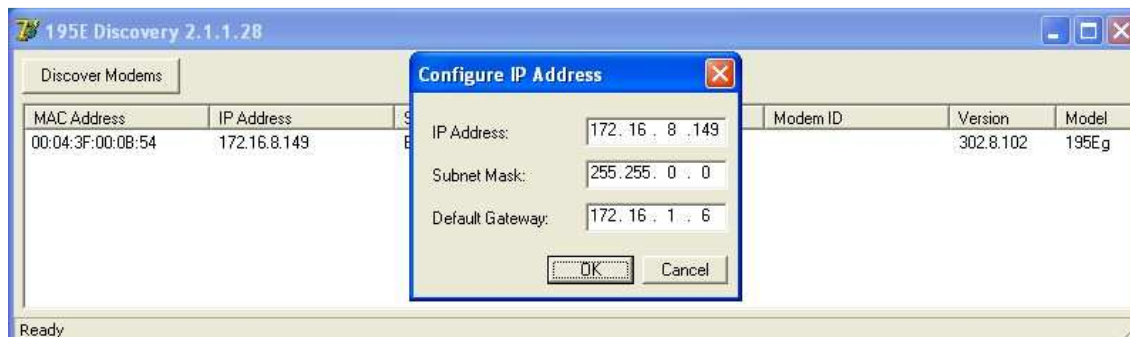 195E Discovery 2.1.1.28
Discover Modems
Configure IP Address
MAC Address IP Address Modem ID Version Model
00:04:3F:00:0B:54 172.16.8.149 302.8.102 195Eg
IP Address: 172. 16 . 8 .149
Subnet Mask: 255.255. 0 . 0
Default Gateway: 172. 16 . 1 . 6
OK Cancel
Ready